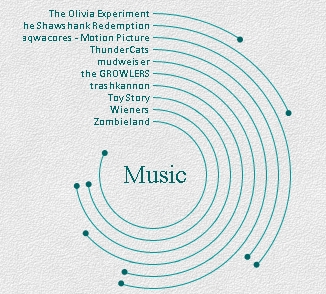 The Olivia Experiment
he Shawshank Redemption
aqwacores - Motion Picture
ThunderCats
mudweiser
the GROWLERS
trashkannon
Toy Story
Wieners
Zombieland
Music